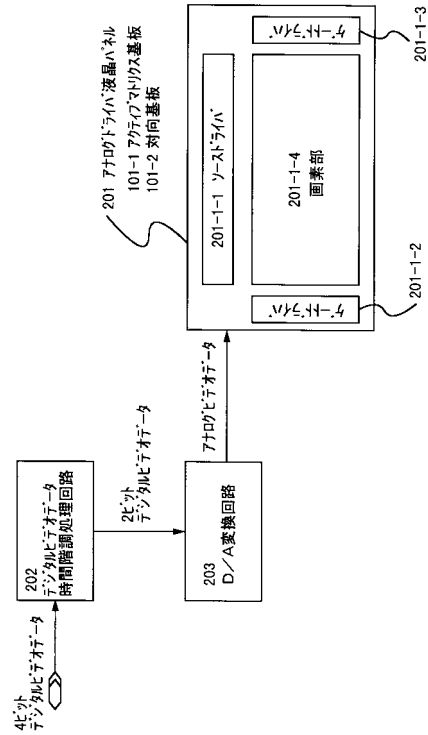 4ビット
デジタルビデオデータ
202
デジタルビデオデータ
時間階調処理回路
2ビット
デジタルビデオデータ
203
D/A変換回路
アナログビデオデータ
201 アナログドライバ液晶パネル
101-1 アクティブマトリクス基板
101-2 対向基板
201-1-1 ソースドライバ
ゲートドライバ
201-1-4
画素部
ゲートドライバ
201-1-2
201-1-3